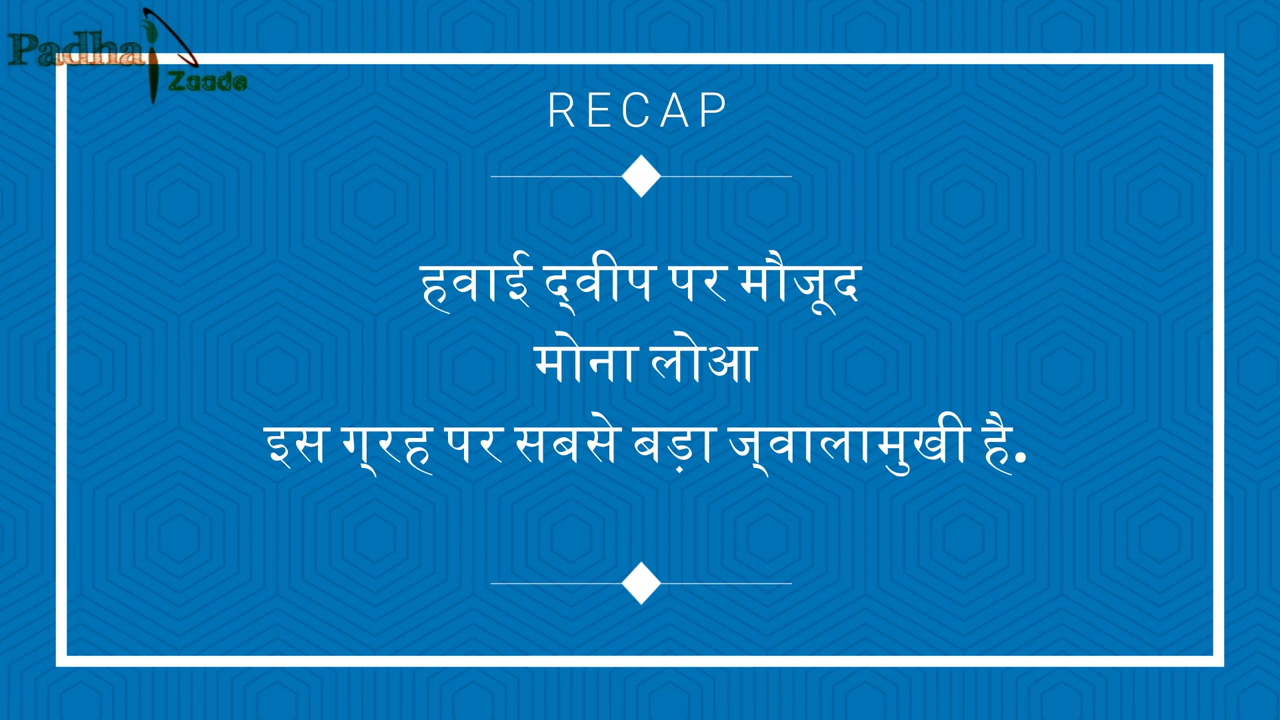 Padhai
Zaade
RECAP
हवाई द्वीप पर मौजूद
मोना लोआ
इस ग्रह पर सबसे बड़ा ज्वालामुखी है.